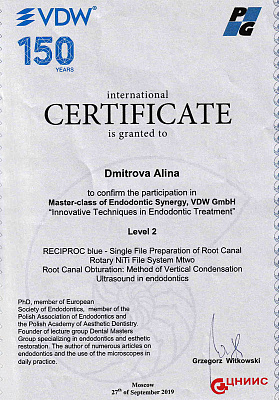 VDW
150
YEARS
PG
international
CERTIFICATE
is granted to
Dmitrova Alina
to confirm the participation in
Master-class of Endodontic Synergy, VDW GmbH
"Innovative Techniques in Endodontic Treatment"
Level 2
RECIPROC blue - Single File Preparation of Root Canal
Rotary NiTi File System Mtwo
Root Canal Obturation: Method of Vertical Condensation
Ultrasound in endodontics
PhD, member of European
Society of Endodontics, member of the
Polish Association of Endodontics and
the Polish Academy of Aesthetic Dentistry.
Founder of lecture group Dental Masters
Group specializing in endodontics and esthetic
restoration. The author of numerous articles on
endodontics and the use of microscopes in
daily practice.
Grzegorz Witkowski
Moscow
27th of September 2019
ЦНИИС